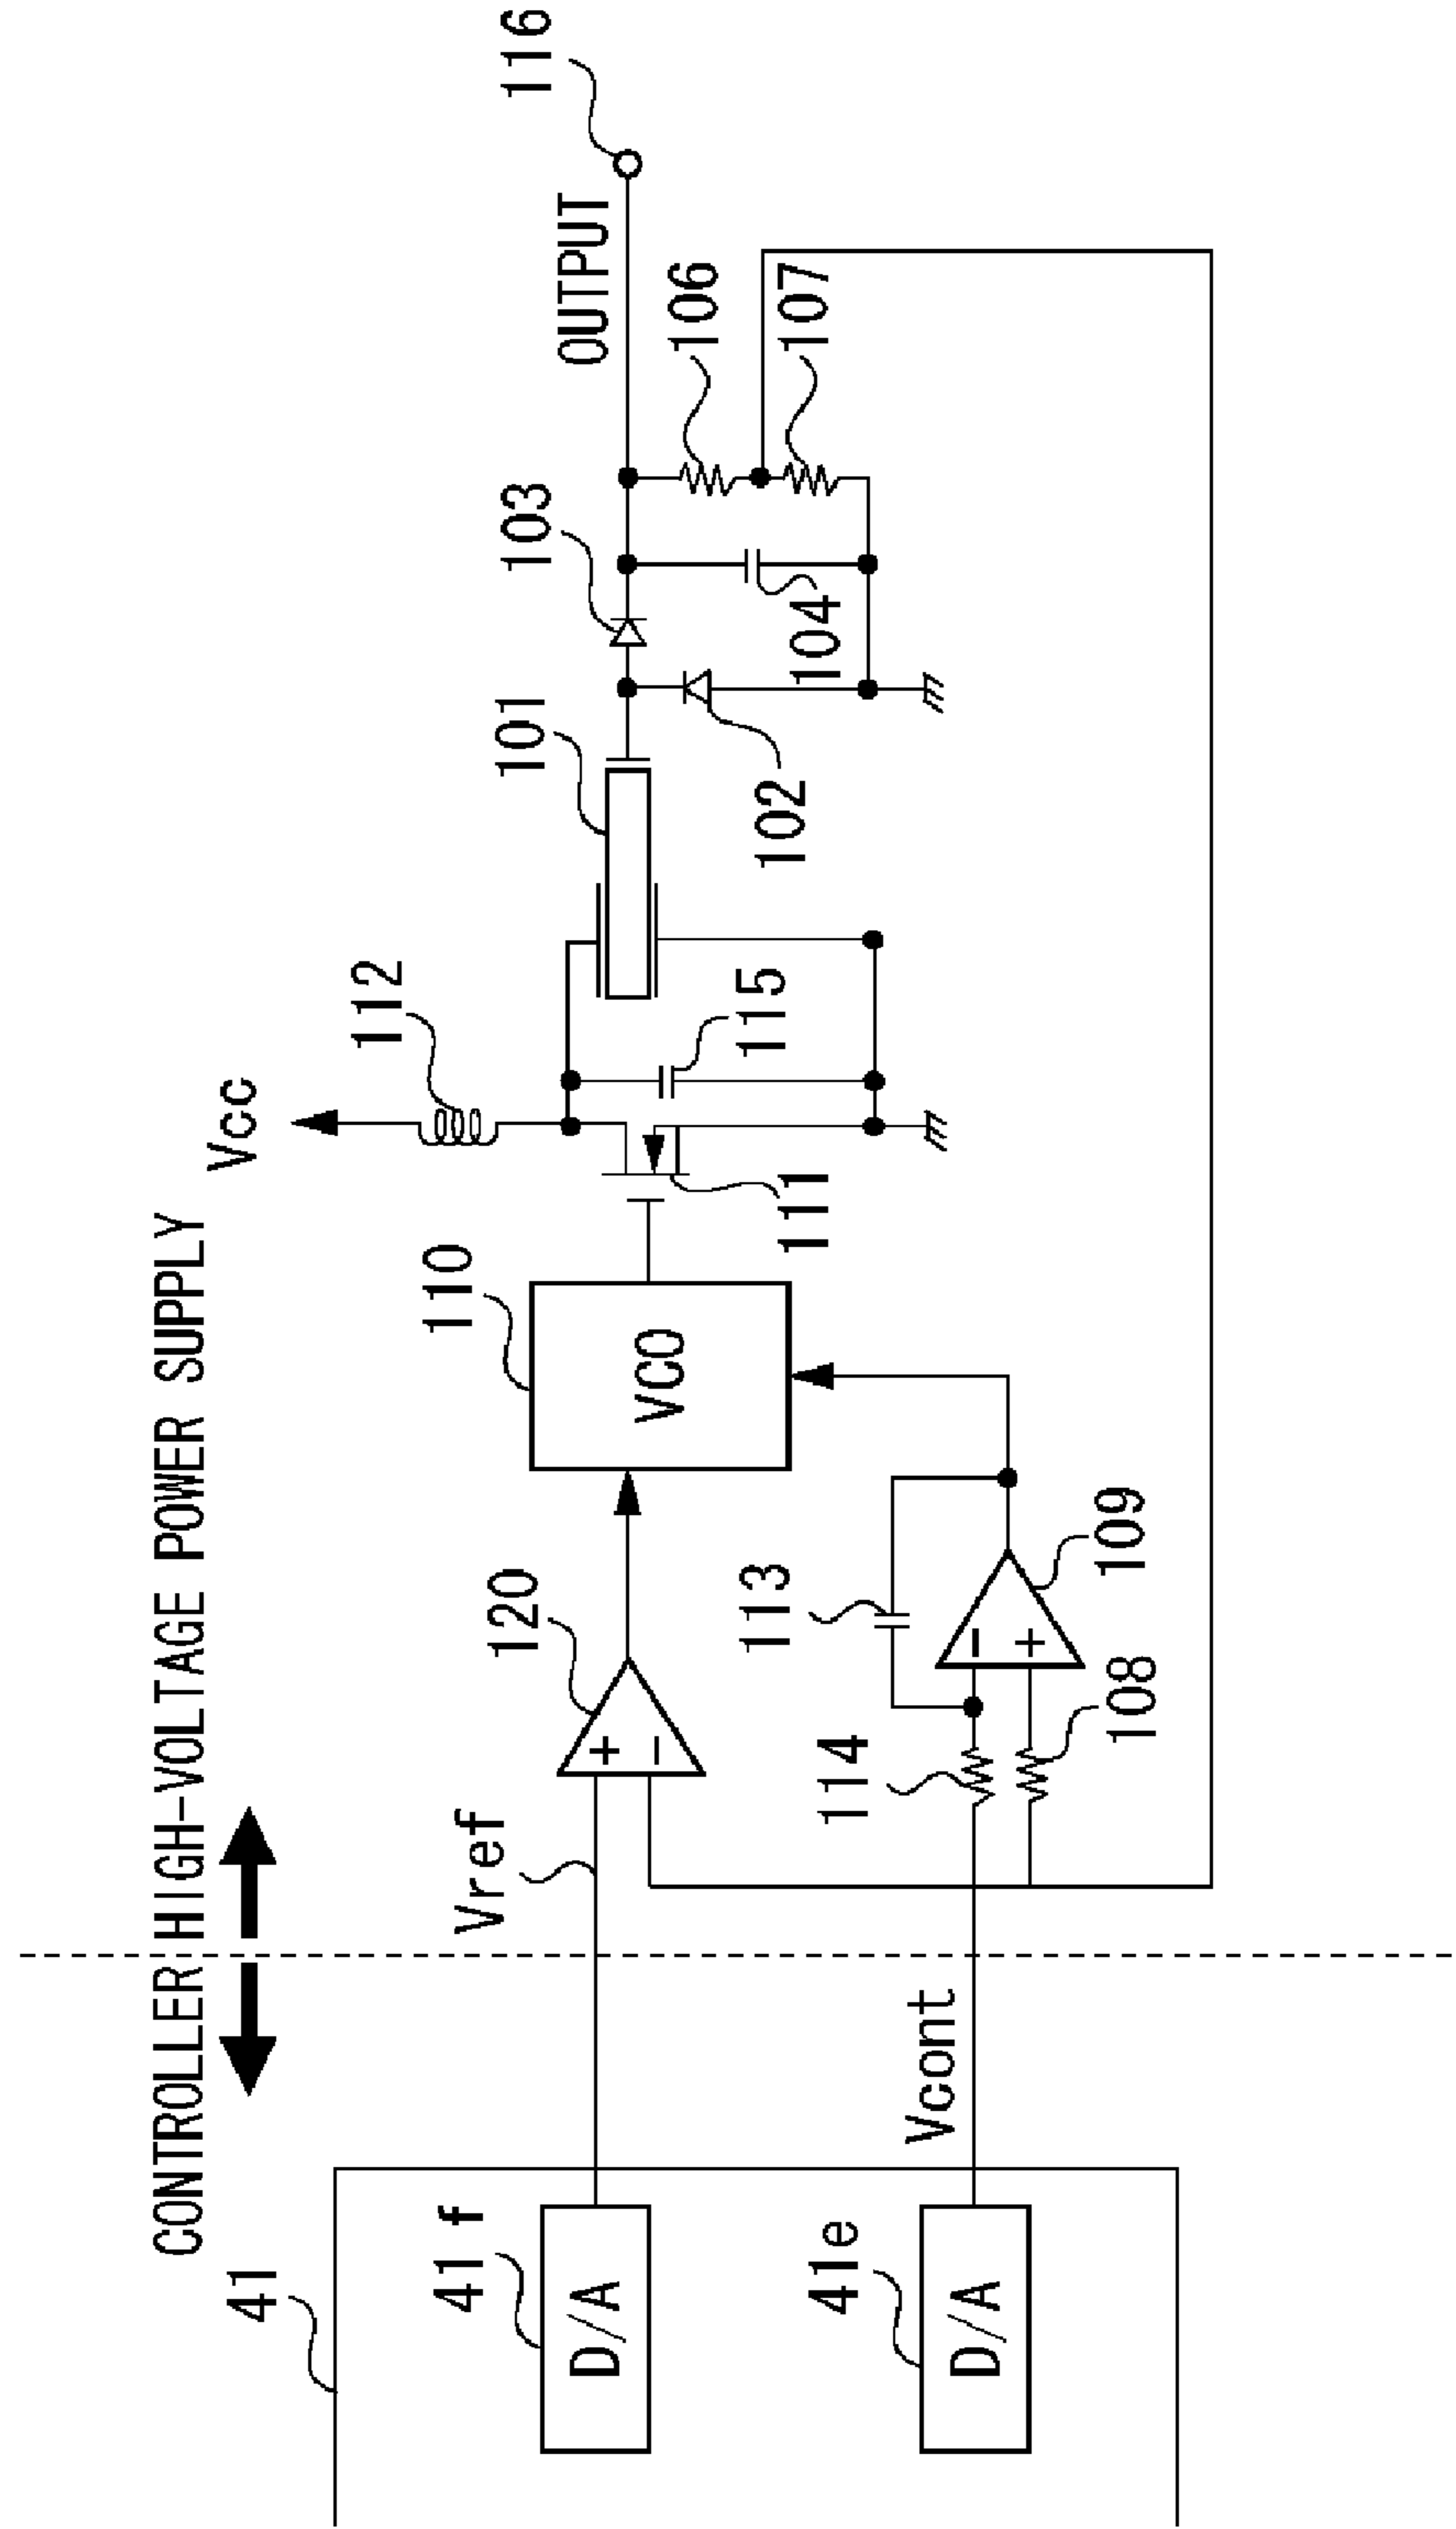 CONTROLLER HIGH-VOLTAGE POWER SUPPLY
41
41f
D/A
41e
D/A
Vref
Vcont
120
+
−
114
108
113
−
+
109
110
VCO
111
Vcc
112
115
101
102
103
104
106
107
OUTPUT
116